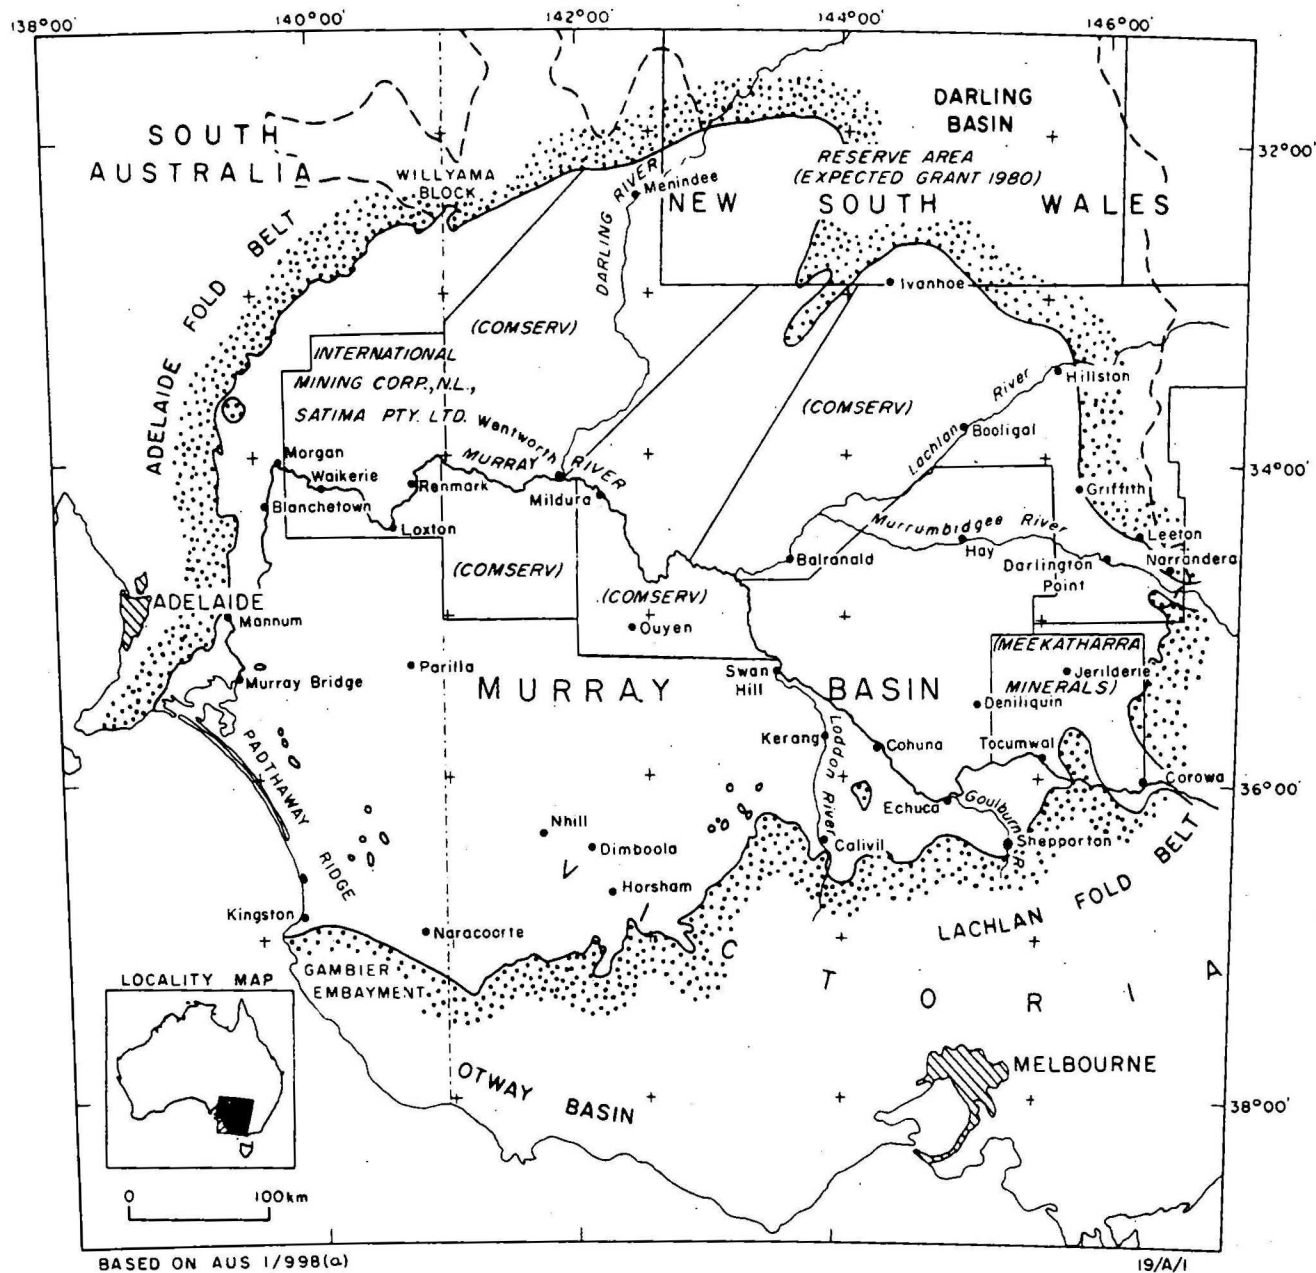 138°00'
140°00'
142°00'
144°00'
146°00'
SOUTH
AUSTRALIA
WILLYAMA
BLOCK
DARLING
BASIN
32°00'
RESERVE AREA
(EXPECTED GRANT 1980)
Menindee
NEW SOUTH WALES
DARLING RIVER
ADELAIDE FOLD BELT
Ivanhoe
(COMSERV)
INTERNATIONAL
MINING CORP., N.L.,
SATIMA PTY. LTD.
Wentworth
MURRAY RIVER
(COMSERV)
Hillston
Lachlan River
Booligal
Morgan
Waikerie
Renmark
Mildura
34°00'
Griffith
Blanchetown
Loxton
Murrumbidgee River
Hay
Leeton
Narrandera
Balranald
Darlington
Point
(COMSERV)
(COMSERV)
ADELAIDE
Mannum
Ouyen
(MEEKATHARRA
MINERALS)
Jerilderie
Parilla
Swan
Hill
Murray Bridge
MURRAY BASIN
Deniliquin
Kerang
Loddon River
Cohuna
Tocumwal
Corowa
PADTHAWAY
RIDGE
36°00'
Echuca
Goulburn
R
Nhill
Dimboola
Calivil
Shepparton
V
I
Horsham
LACHLAN FOLD BELT
Kingston
Naracoorte
C T O R I A
GAMBIER
EMBAYMENT
LOCALITY MAP
OTWAY BASIN
MELBOURNE
38°00'
0 100km
BASED ON AUS 1/998(a)
19/A/1